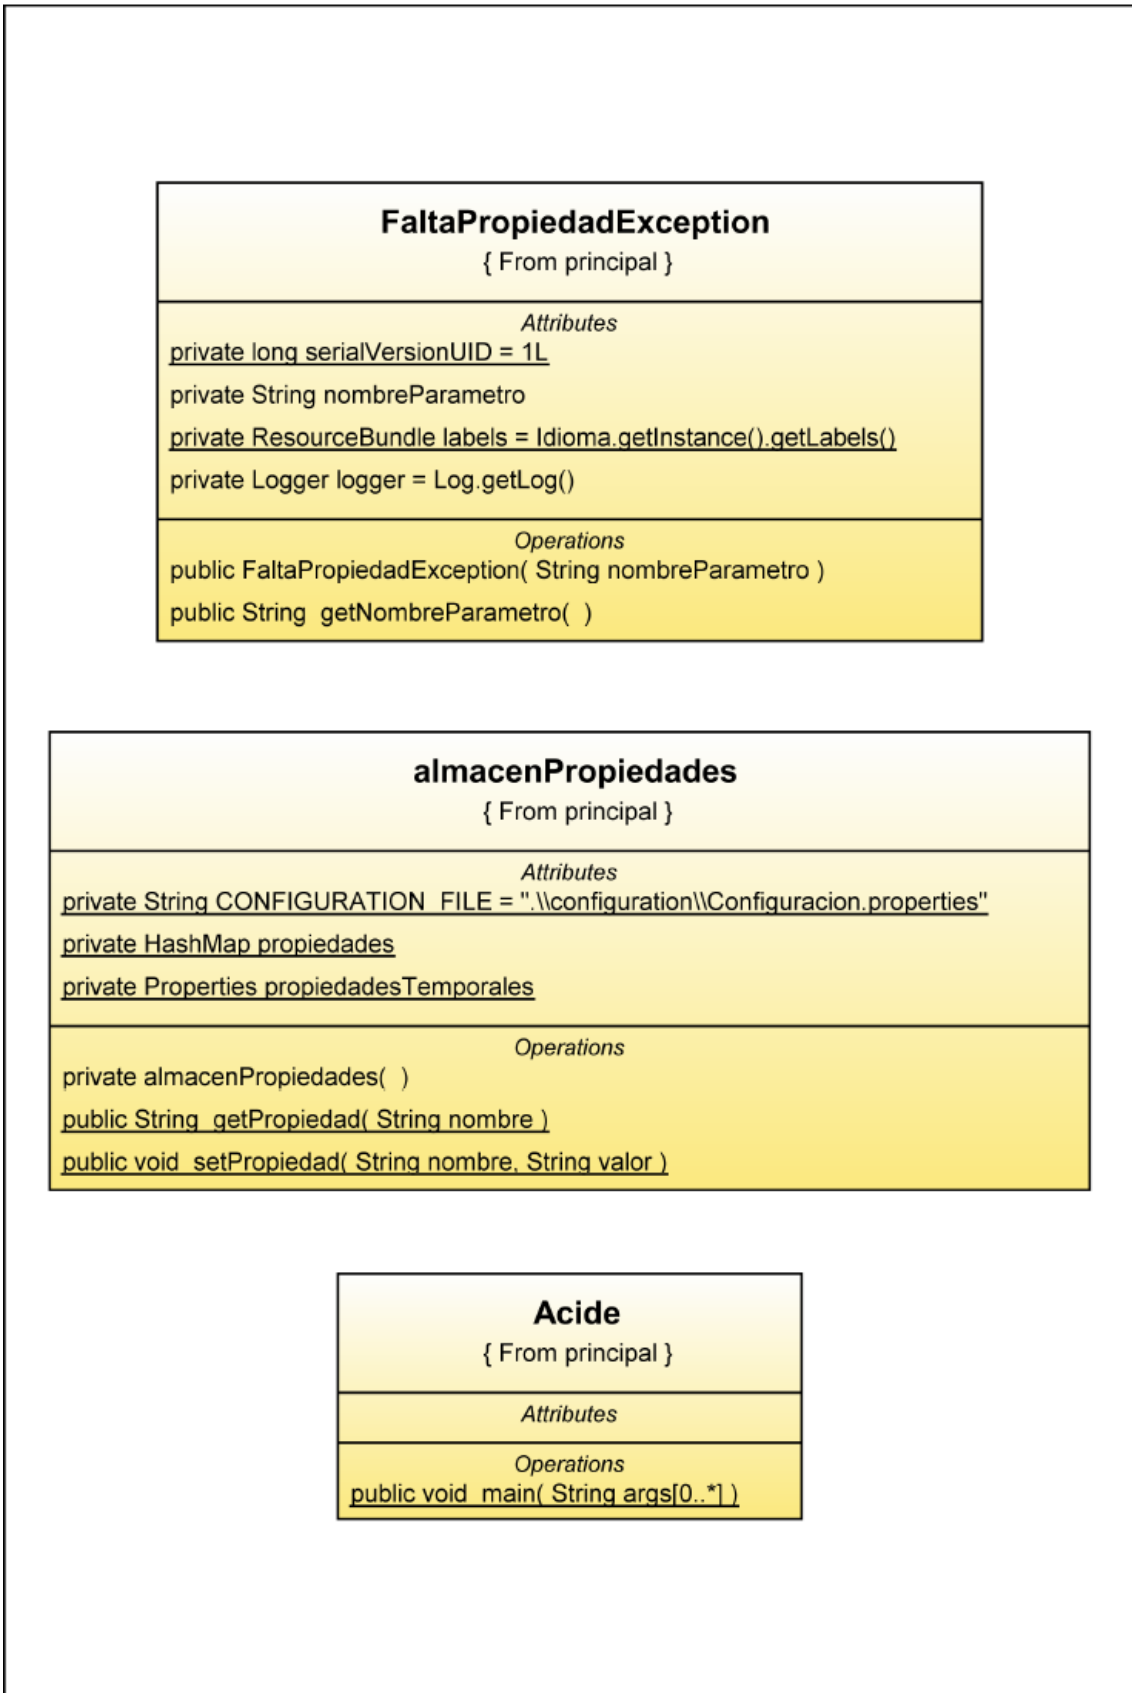 FaltaPropiedadException
{ From principal }
Attributes
private long serialVersionUID = 1L
private String nombreParametro
private ResourceBundle labels = Idioma.getInstance().getLabels()
private Logger logger = Log.getLog()
Operations
public FaltaPropiedadException( String nombreParametro )
public String getNombreParametro( )
almacenPropiedades
{ From principal }
Attributes
private String CONFIGURATION_FILE = ".\\configuration\\Configuracion.properties"
private HashMap propiedades
private Properties propiedadesTemporales
Operations
private almacenPropiedades( )
public String getPropiedad( String nombre )
public void setPropiedad( String nombre, String valor )
Acide
{ From principal }
Attributes
Operations
public void main( String args[0..*] )